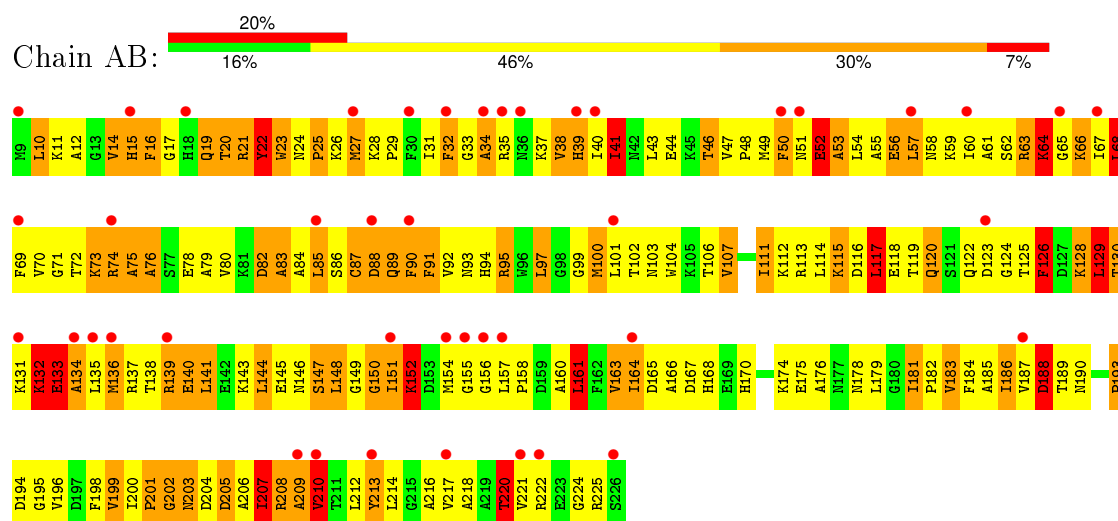 20%
Chain AB:
16% 46% 30% 7%
M9 L10 K11 A12 G13 V14 H15 F16 G17 H18 Q19 T20 R21 Y22 W23 N24 P25 K26 M27 K28 P29 F30 I31 F32 G33 A34 R35 N36 K37 V38 H39 I40 I41 N42 L43 E44 K45 T46 V47 P48 M49 F50 N51 E52 A53 L54 A55 E56 L57 N58 K59 I60 A61 S62 R63 K64 G65 K66 I67 L68
F69 V70 G71 T72 K73 R74 A75 A76 S77 E78 A79 V80 K81 D82 A83 A84 L85 S86 C87 D88 Q89 F90 F91 V92 N93 H94 R95 W96 L97 G98 G99 M100 L101 T102 N103 W104 K105 T106 V107 I111 K112 R113 L114 K115 D116 L117 E118 T119 Q120 S121 Q122 D123 G124 T125 F126 D127 K128 L129 T130
K131 K132 E133 A134 L135 M136 R137 T138 R139 E140 L141 E142 K143 L144 E145 N146 S147 L148 G149 G150 I151 K152 D153 M154 G155 G156 L157 P158 D159 A160 L161 F162 V163 I164 D165 A166 D167 H168 E169 H170 K174 E175 A176 N177 N178 L179 G180 I181 P182 V183 F184 A185 I186 V187 D188 T189 N190 P193
D194 G195 V196 D197 F198 V199 I200 P201 G202 N203 D204 D205 A206 I207 R208 A209 V210 T211 L212 Y213 L214 G215 A216 V217 A218 A219 T220 V221 R222 E223 G224 R225 S226